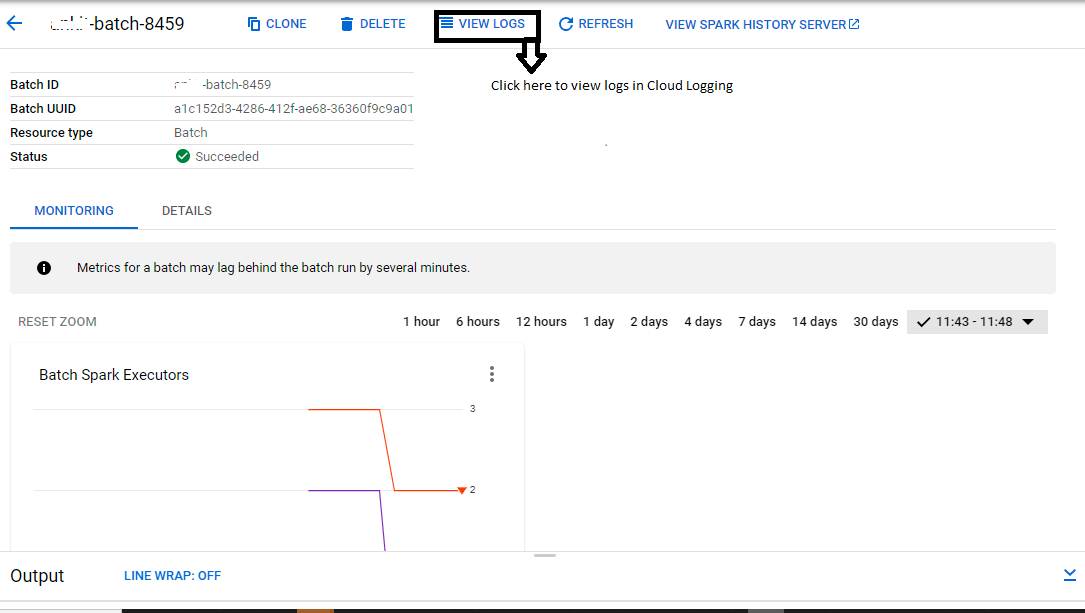 -batch-8459 CLONE DELETE VIEW LOGS REFRESH VIEW SPARK HISTORY SERVER
Click here to view logs in Cloud Logging
Batch ID -batch-8459
Batch UUID a1c152d3-4286-412f-ae68-36360f9c9a01
Resource type Batch
Status Succeeded
MONITORING DETAILS
Metrics for a batch may lag behind the batch run by several minutes.
RESET ZOOM 1 hour 6 hours 12 hours 1 day 2 days 4 days 7 days 14 days 30 days 11:43 - 11:48
Batch Spark Executors
3
2
Output LINE WRAP: OFF